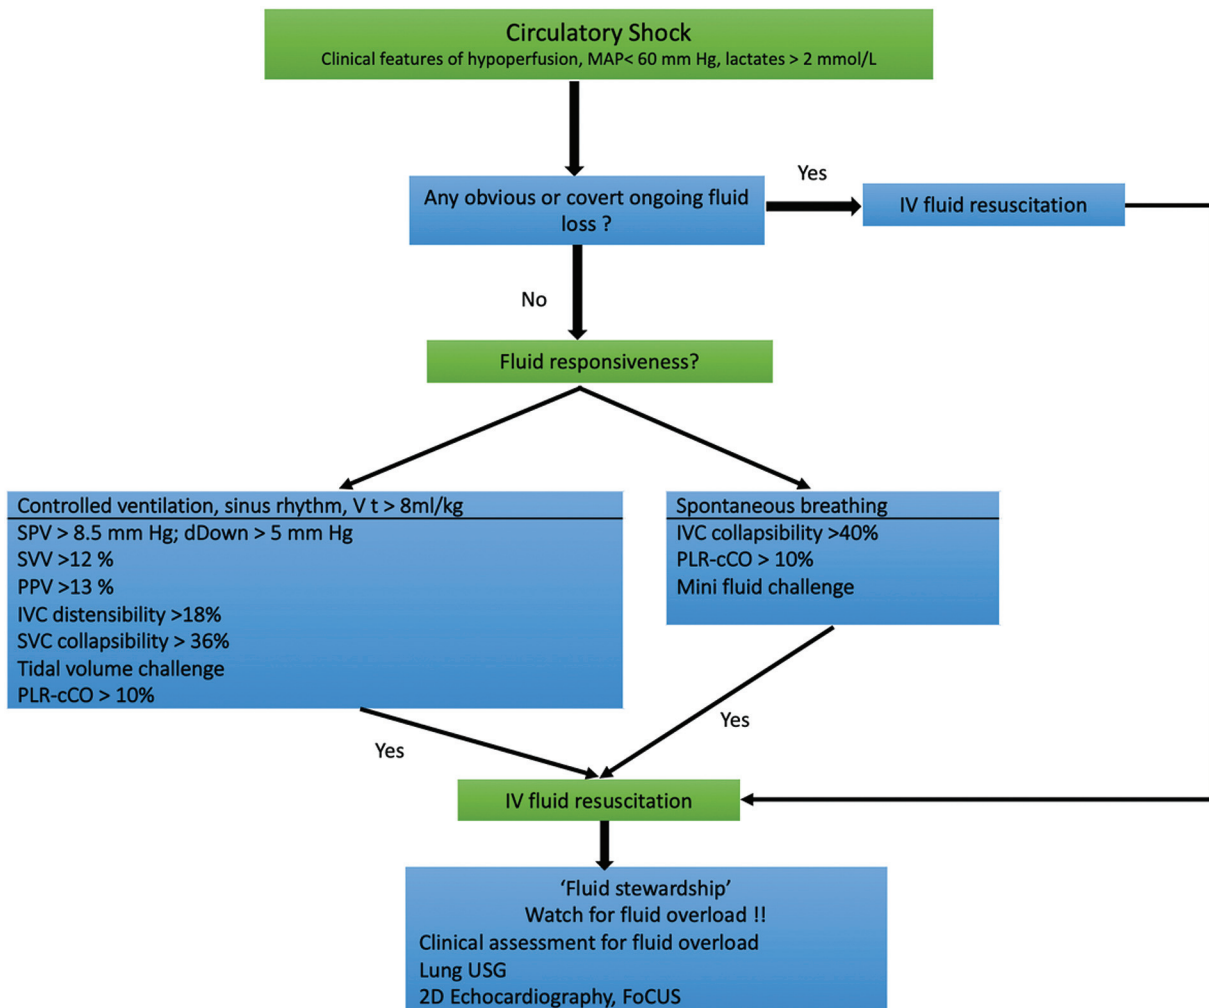 Circulatory Shock
Clinical features of hypoperfusion, MAP< 60 mm Hg, lactates > 2 mmol/L
Any obvious or covert ongoing fluid
loss ?
Yes
IV fluid resuscitation
No
Fluid responsiveness?
Controlled ventilation, sinus rhythm, V t > 8ml/kg
SPV > 8.5 mm Hg; dDown > 5 mm Hg
SVV >12 %
PPV >13 %
IVC distensibility >18%
SVC collapsibility > 36%
Tidal volume challenge
PLR-cCO > 10%
Spontaneous breathing
IVC collapsibility >40%
PLR-cCO > 10%
Mini fluid challenge
Yes
Yes
IV fluid resuscitation
‘Fluid stewardship’
Watch for fluid overload !!
Clinical assessment for fluid overload
Lung USG
2D Echocardiography, FoCUS